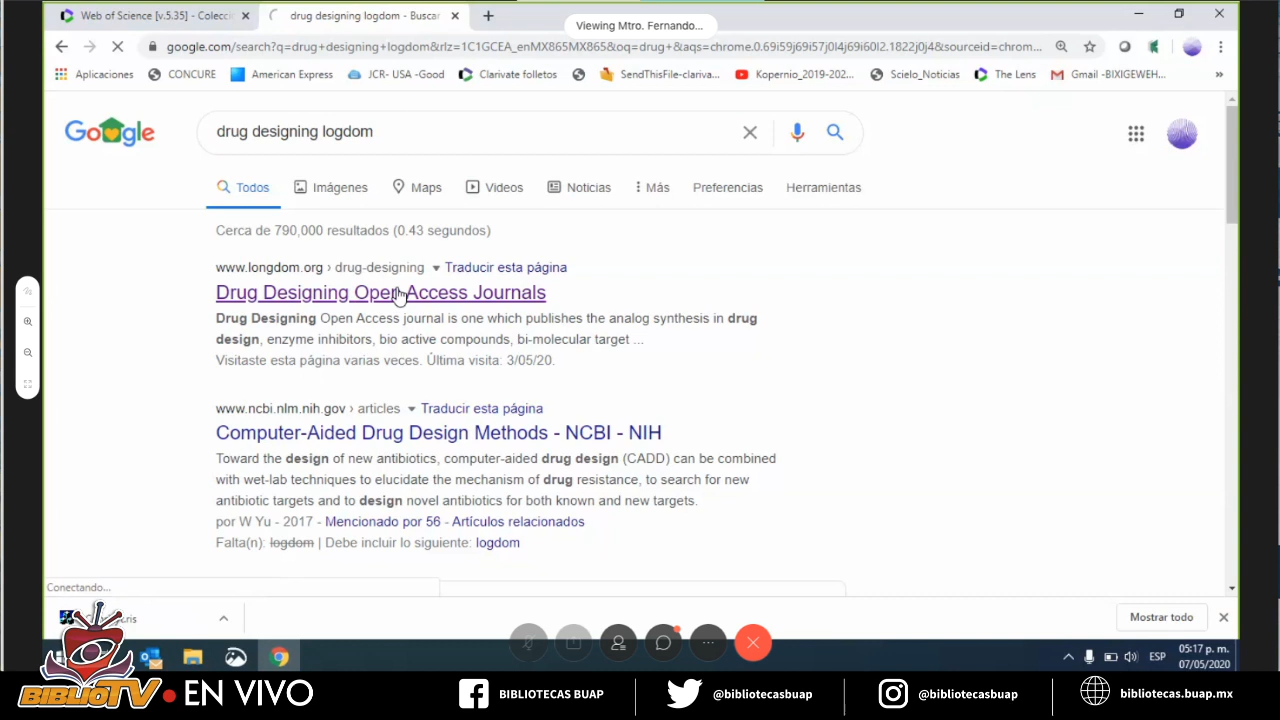 Web of Science [v.5.35] - Colecci
drug designing logdom - Buscar
Viewing Mtro. Fernando...
google.com/search?q=drug+designing+logdom&rlz=1C1GCEA_enMX865MX865&oq=drug+&aqs=chrome.0.69i59j69i57j0l4j69i60l2.1822j0j4&sourceid=chrom...
Aplicaciones
CONCURE
American Express
JCR- USA -Good
Clarivate folletos
SendThisFile-clariva...
Kopernio_2019-202...
Scielo_Noticias
The Lens
Gmail -BIXIGEWEH...
»
Google
drug designing logdom
Todos
Imágenes
Maps
Videos
Noticias
Más
Preferencias
Herramientas
Cerca de 790,000 resultados (0.43 segundos)
www.longdom.org › drug-designing Traducir esta página
Drug Designing Open Access Journals
Drug Designing Open Access journal is one which publishes the analog synthesis in drug
design, enzyme inhibitors, bio active compounds, bi-molecular target ...
Visitaste esta página varias veces. Última visita: 3/05/20.
www.ncbi.nlm.nih.gov › articles Traducir esta página
Computer-Aided Drug Design Methods - NCBI - NIH
Toward the design of new antibiotics, computer-aided drug design (CADD) can be combined
with wet-lab techniques to elucidate the mechanism of drug resistance, to search for new
antibiotic targets and to design novel antibiotics for both known and new targets.
por W Yu - 2017 - Mencionado por 56 - Artículos relacionados
Falta(n): logdom | Debe incluir lo siguiente: logdom
Conectando...
Mostrar todo
ESP
05:17 p. m.
07/05/2020
BIBLIOTV
EN VIVO
BIBLIOTECAS BUAP
@bibliotecasbuap
@bibliotecasbuap
bibliotecas.buap.mx